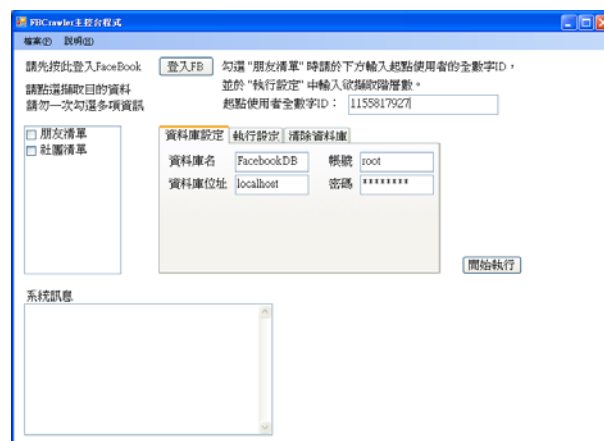 FBCrawler主控台程式
檔案(F) 說明(H)
請先按此登入FaceBook
登入FB
勾選 "朋友清單" 時請於下方輸入起點使用者的全數字ID，
並於 "執行設定" 中輸入欲擷取階層數。
請點選擷取目的資料
請勿一次勾選多項資訊
起點使用者全數字ID： 1155817927
朋友清單
社團清單
資料庫設定 執行設定 清除資料庫
資料庫名 FacebookDB 帳號 root
資料庫位址 localhost 密碼 ********
開始執行
系統訊息